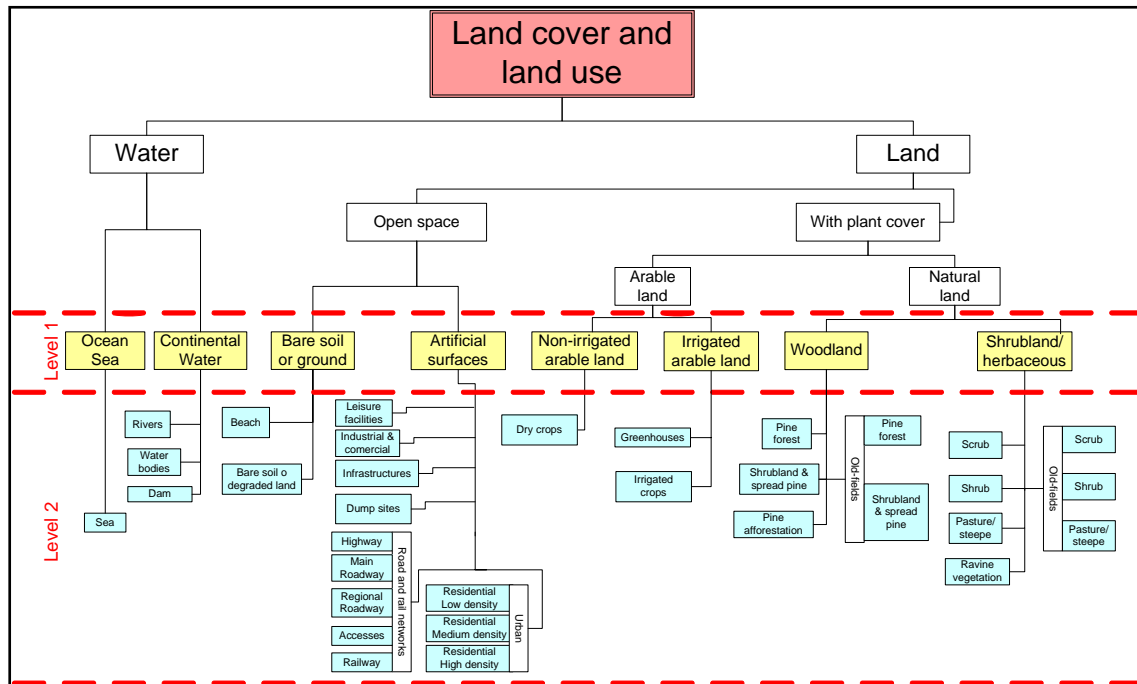 Land cover and
land use
Water
Land
Open space
With plant cover
Arable
land
Natural
land
Level 1
Ocean
Sea
Continental
Water
Bare soil
or ground
Artificial
surfaces
Non-irrigated
arable land
Irrigated
arable land
Woodland
Shrubland/
herbaceous
Level 2
Rivers
Water
bodies
Dam
Sea
Beach
Bare soil o
degraded land
Leisure
facilities
Industrial &
comercial
Infrastructures
Dump sites
Highway
Main
Roadway
Regional
Roadway
Accesses
Railway
Road and rail networks
Residential
Low density
Residential
Medium density
Residential
High density
Urban
Dry crops
Greenhouses
Irrigated
crops
Pine
forest
Shrubland &
spread pine
Pine
afforestation
Old-fields
Pine
forest
Shrubland
& spread
pine
Scrub
Shrub
Pasture/
steepe
Ravine
vegetation
Old-fields
Scrub
Shrub
Pasture/
steepe